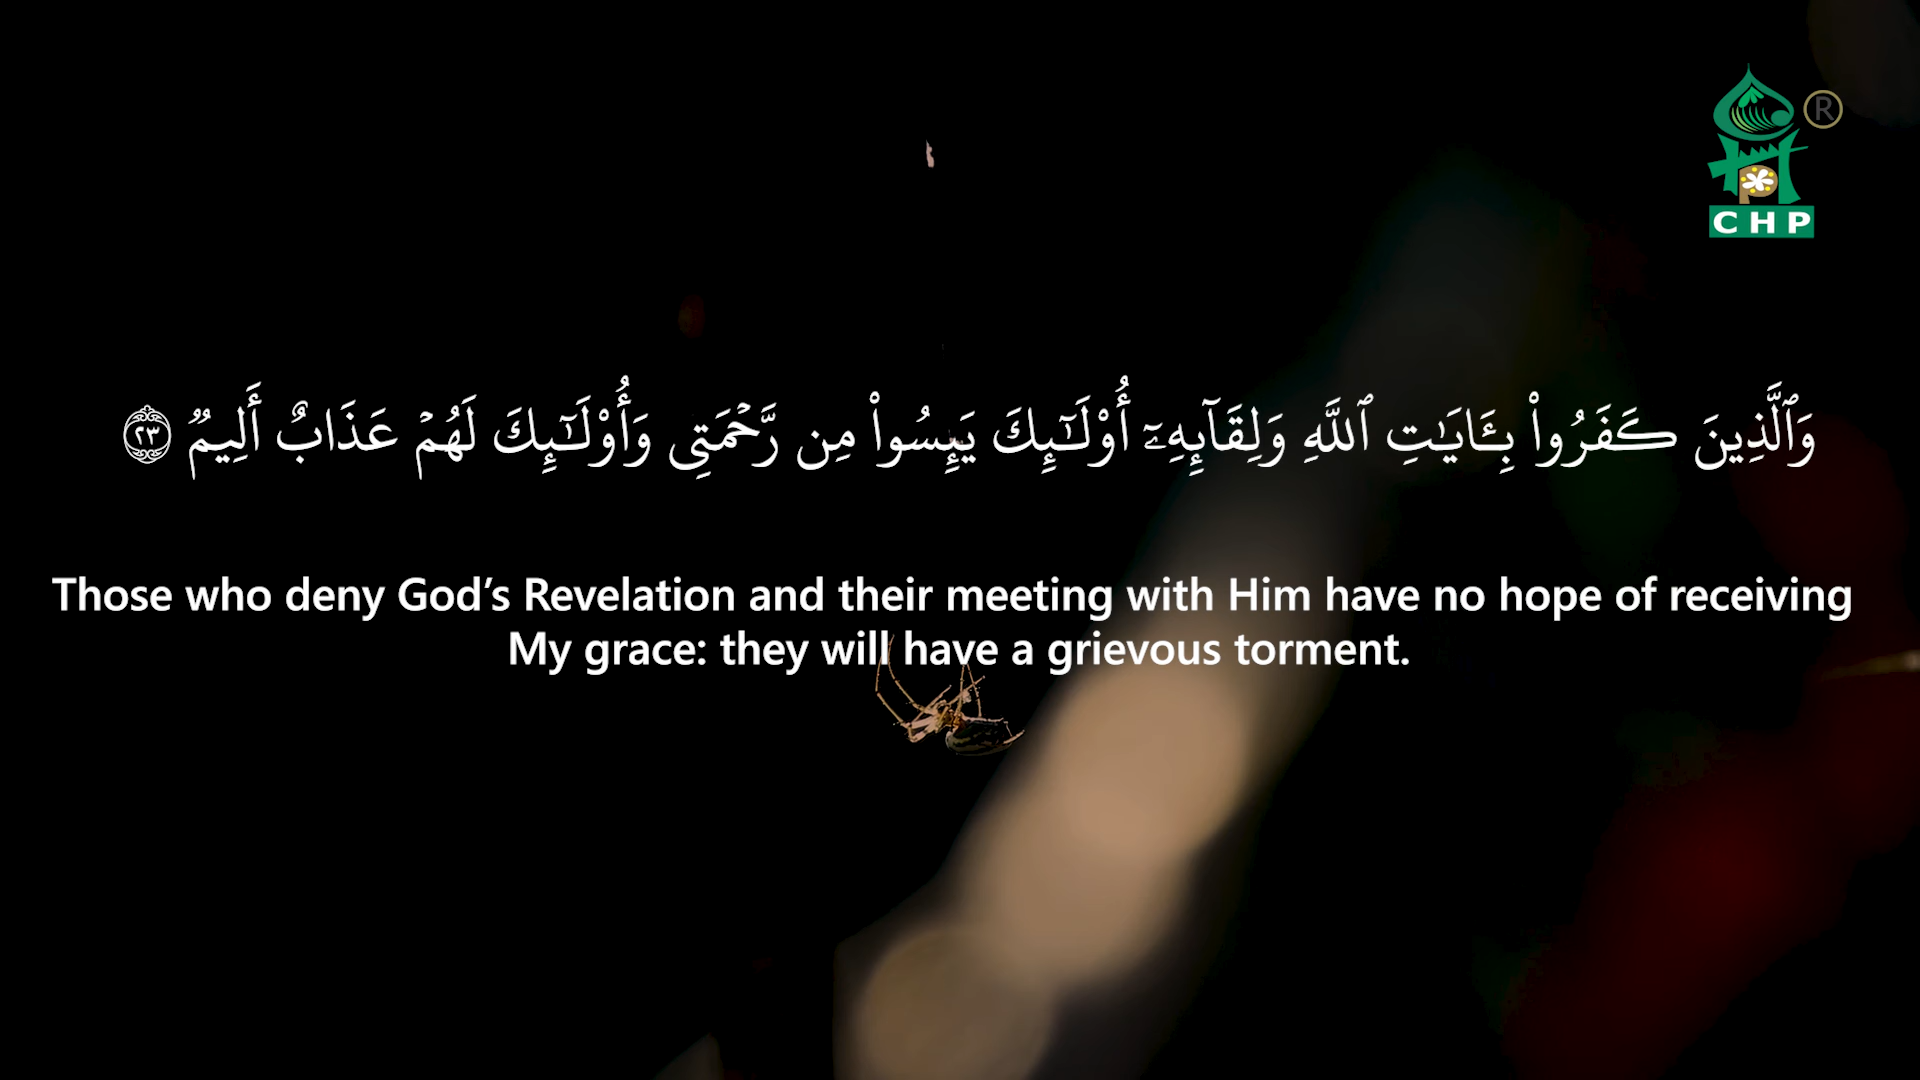 CHP
®
وَٱلَّذِينَ كَفَرُواْ بِـَٔايَٰتِ ٱللَّهِ وَلِقَآئِهِۦٓ أُوْلَٰٓئِكَ يَئِسُواْ مِن رَّحۡمَتِي وَأُوْلَٰٓئِكَ لَهُمۡ عَذَابٌ أَلِيمٞ ٢٣
Those who deny God’s Revelation and their meeting with Him have no hope of receiving
My grace: they will have a grievous torment.